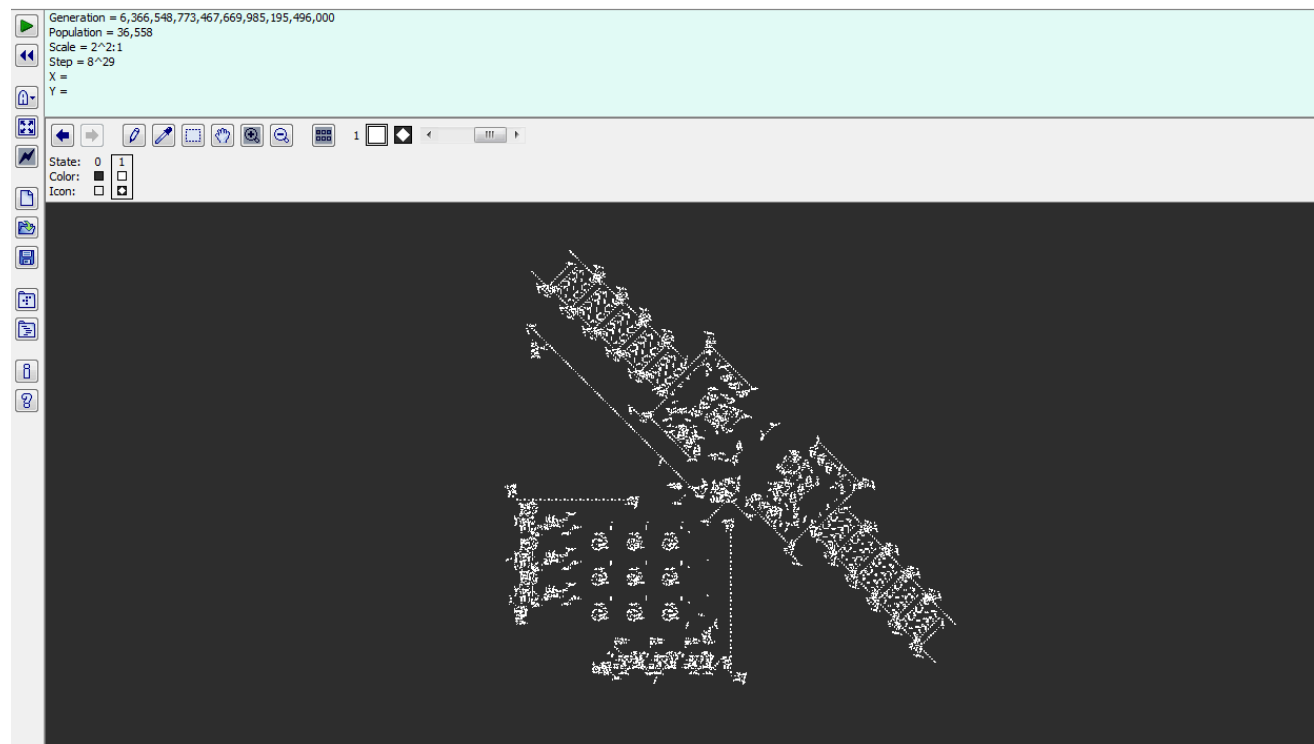 Generation = 6,366,548,773,467,669,985,195,496,000
Population = 36,558
Scale = 2^2:1
Step = 8^29
X =
Y =
1
State: 0 1
Color:
Icon: